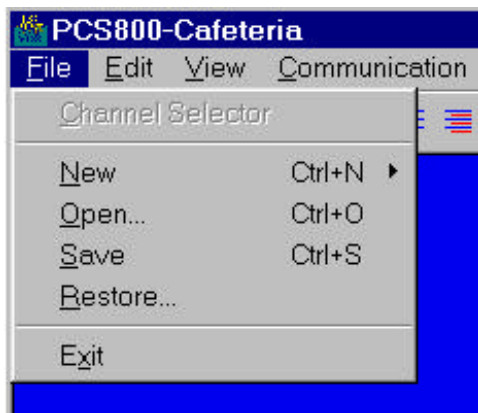 PCS800-Cafeteria
File Edit View Communication
Channel Selector
New Ctrl+N
Open... Ctrl+O
Save Ctrl+S
Restore...
Exit